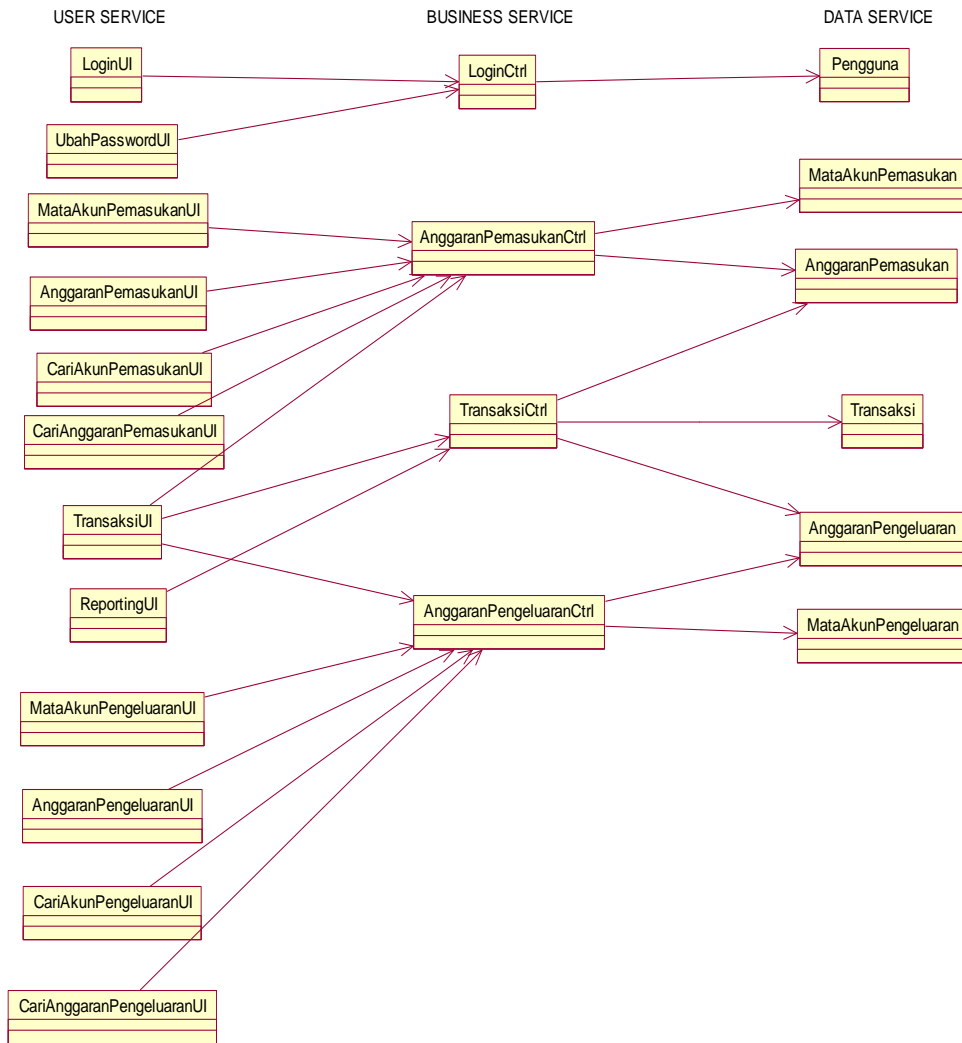 USER SERVICE
BUSINESS SERVICE
DATA SERVICE
LoginUI
LoginCtrl
Pengguna
UbahPasswordUI
MataAkunPemasukan
MataAkunPemasukanUI
AnggaranPemasukanCtrl
AnggaranPemasukan
AnggaranPemasukanUI
CariAkunPemasukanUI
TransaksiCtrl
Transaksi
CariAnggaranPemasukanUI
TransaksiUI
AnggaranPengeluaran
ReportingUI
AnggaranPengeluaranCtrl
MataAkunPengeluaran
MataAkunPengeluaranUI
AnggaranPengeluaranUI
CariAkunPengeluaranUI
CariAnggaranPengeluaranUI